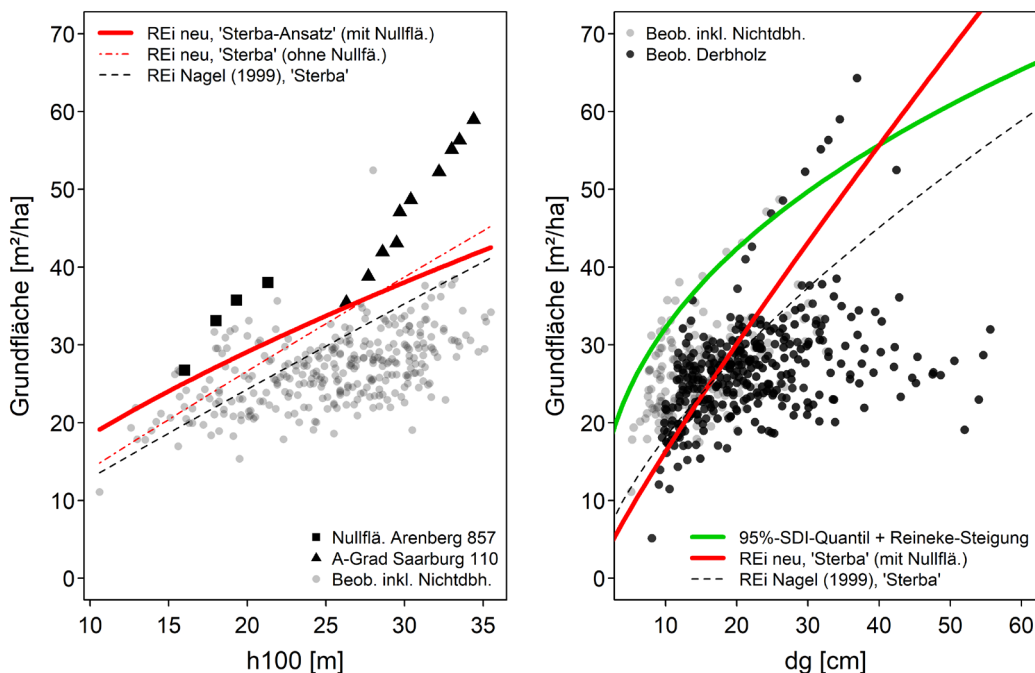 REi neu, 'Sterba-Ansatz' (mit Nullflä.)
REi neu, 'Sterba' (ohne Nullfä.)
REi Nagel (1999), 'Sterba'
Grundfläche [m²/ha]
70
60
50
40
30
20
10
0
Nullflä. Arenberg 857
A-Grad Saarburg 110
Beob. inkl. Nichtdbh.
10
15
20
25
30
35
h100 [m]
Beob. inkl. Nichtdbh.
Beob. Derbholz
Grundfläche [m²/ha]
70
60
50
40
30
20
10
0
95%-SDI-Quantil + Reineke-Steigung
REi neu, 'Sterba' (mit Nullflä.)
REi Nagel (1999), 'Sterba'
10
20
30
40
50
60
dg [cm]